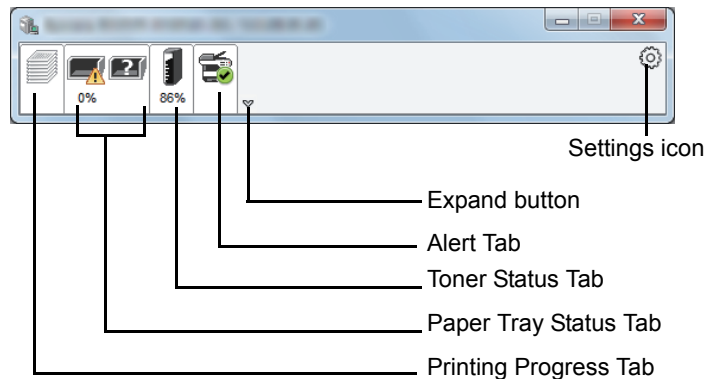 ?
0%
86%
Settings icon
Expand button
Alert Tab
Toner Status Tab
Paper Tray Status Tab
Printing Progress Tab